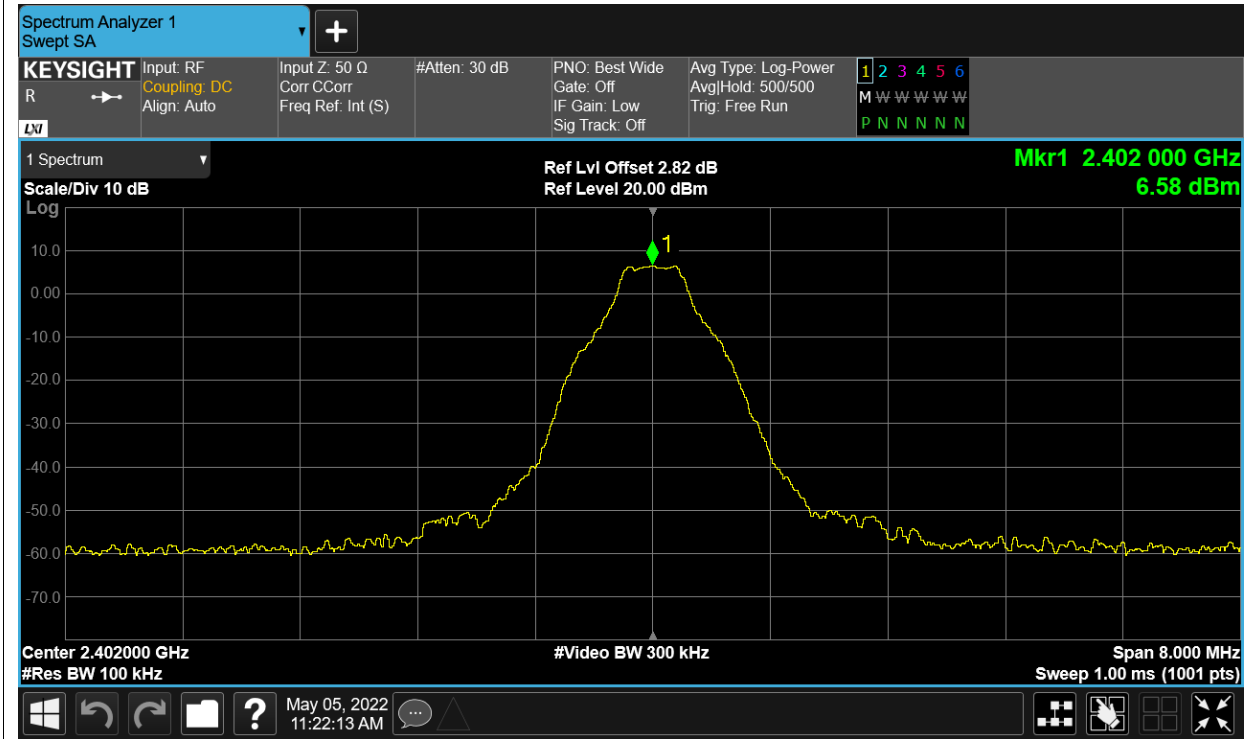 Spectrum Analyzer 1
Swept SA
+
KEYSIGHT
R
LXI
Input: RF
Coupling: DC
Align: Auto
Input Z: 50 Ω
Corr CCorr
Freq Ref: Int (S)
#Atten: 30 dB
PNO: Best Wide
Gate: Off
IF Gain: Low
Sig Track: Off
Avg Type: Log-Power
Avg|Hold: 500/500
Trig: Free Run
1 2 3 4 5 6
M W W W W W
P N N N N N
1 Spectrum
Scale/Div 10 dB
Log
Ref Lvl Offset 2.82 dB
Ref Level 20.00 dBm
Mkr1 2.402 000 GHz
6.58 dBm
1
10.0
0.00
-10.0
-20.0
-30.0
-40.0
-50.0
-60.0
-70.0
Center 2.402000 GHz
#Res BW 100 kHz
#Video BW 300 kHz
Span 8.000 MHz
Sweep 1.00 ms (1001 pts)
?
May 05, 2022
11:22:13 AM